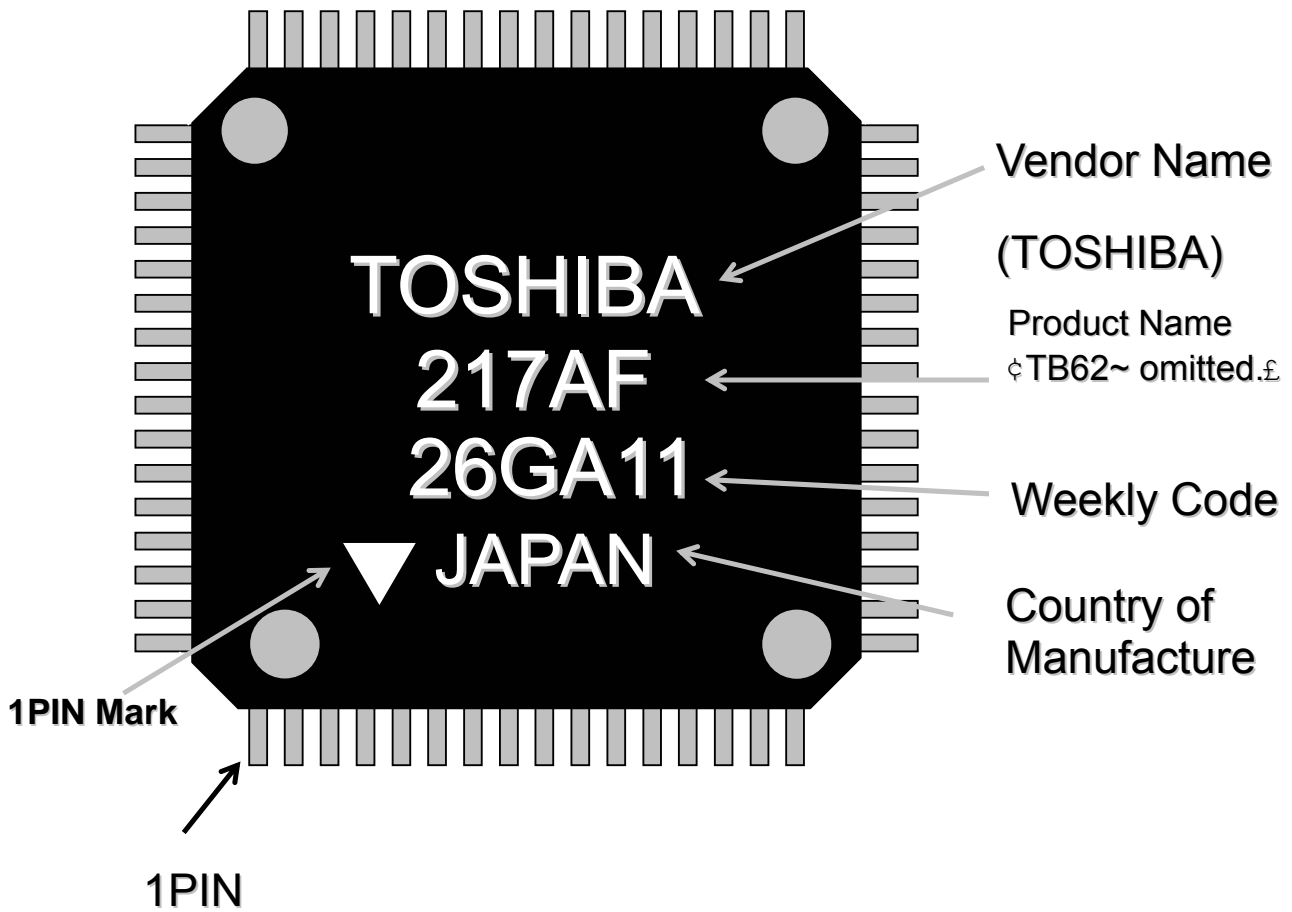 Vendor Name
(TOSHIBA)
TOSHIBA
Product Name
¢TB62~ omitted.£
217AF
26GA11
Weekly Code
JAPAN
Country of
Manufacture
1PIN Mark
1PIN